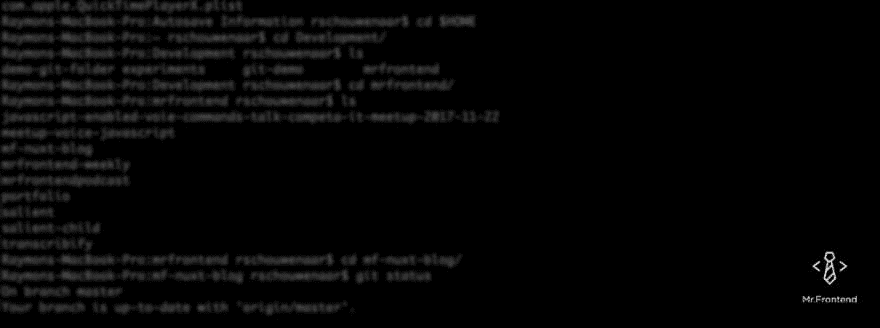 com.apple.QuickTimePlayerX.plist
Raymons-MacBook-Pro:Autosave Information rschouwenaar$ cd $HOME
Raymons-MacBook-Pro:~ rschouwenaar$ cd Development/
Raymons-MacBook-Pro:Development rschouwenaar$ ls
demo-git-folder experiments git-demo mrfrontend
Raymons-MacBook-Pro:Development rschouwenaar$ cd mrfrontend/
Raymons-MacBook-Pro:mrfrontend rschouwenaar$ ls
javascript-enabled-voie-commands-talk-competa-it-meetup-2017-11-22
meetup-voice-javascript
mf-nuxt-blog
mrfrontend-weekly
mrfrontendpodcast
portfolio
salient
salient-child
transcribify
Raymons-MacBook-Pro:mrfrontend rschouwenaar$ cd mf-nuxt-blog/
Raymons-MacBook-Pro:mf-nuxt-blog rschouwenaar$ git status
On branch master
Your branch is up-to-date with 'origin/master'.
Mr.Frontend